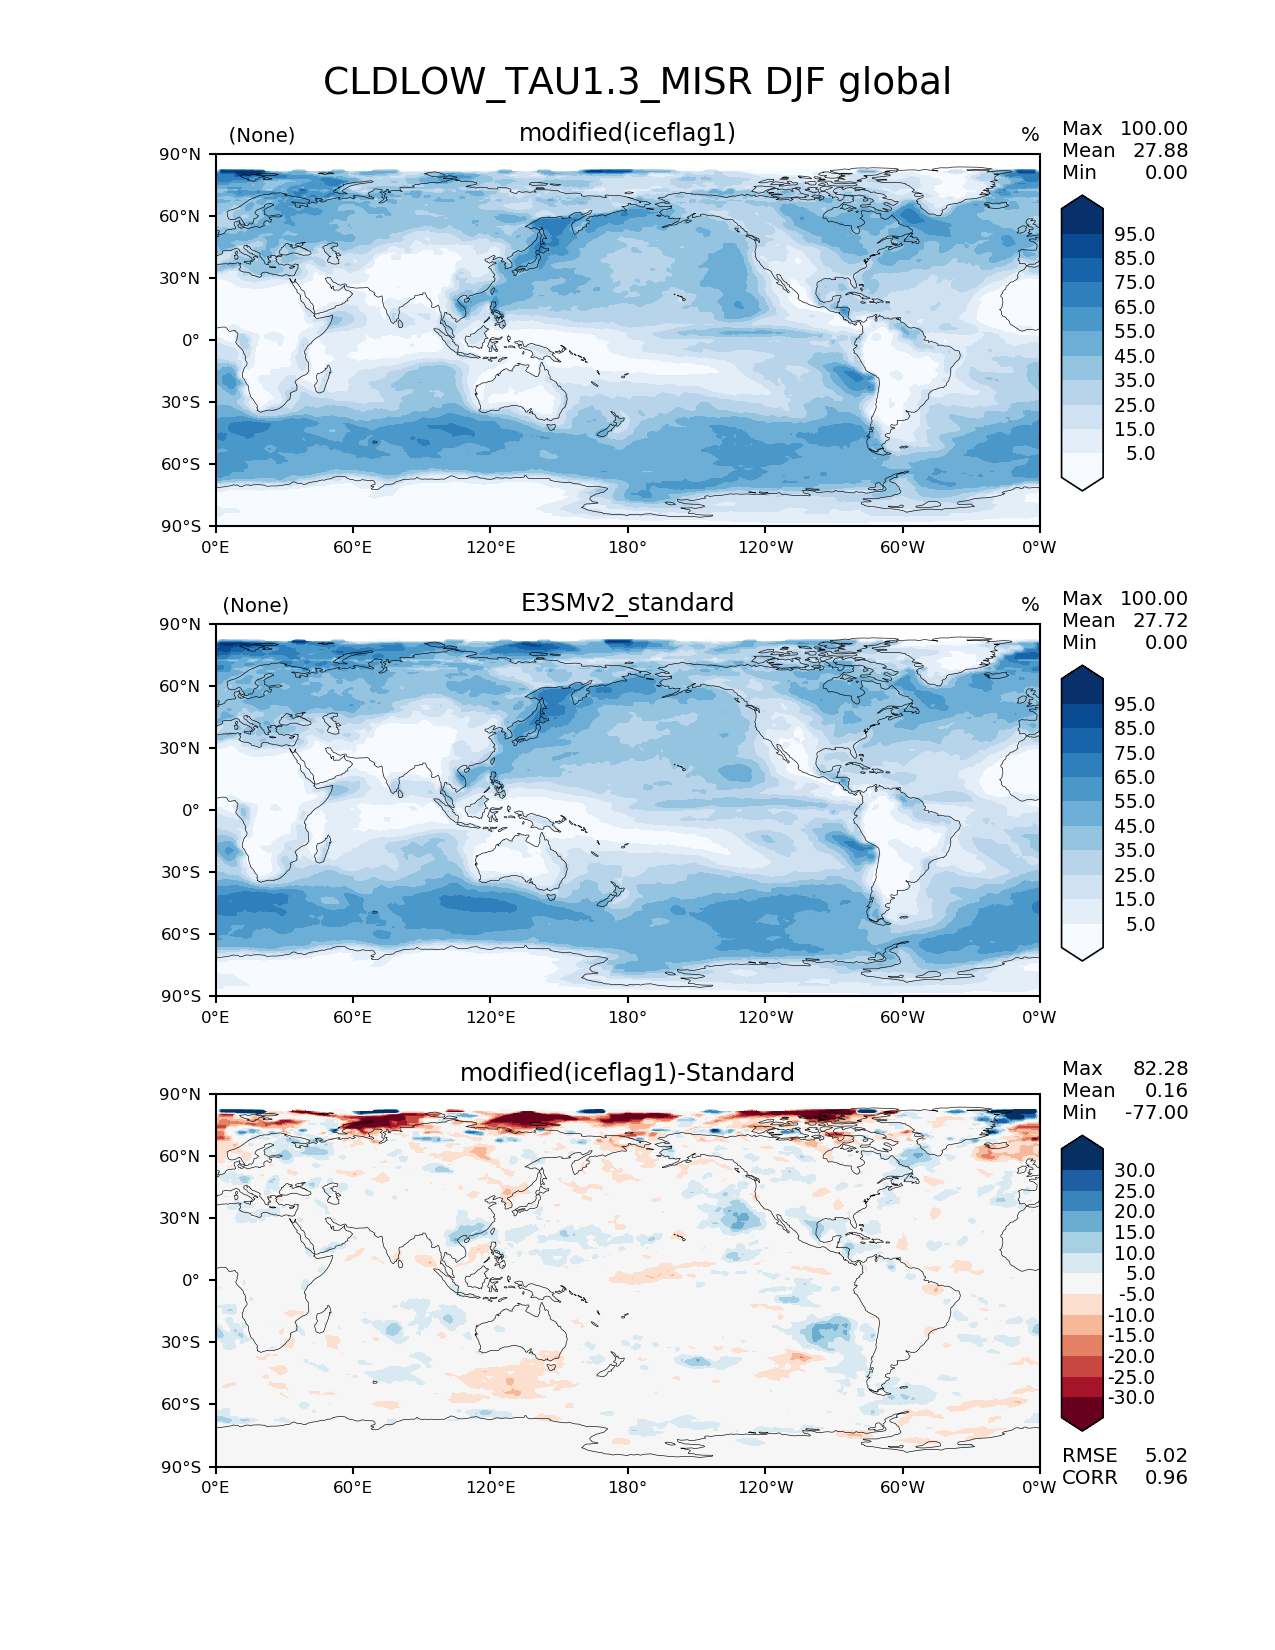 CLDLOW_TAU1.3_MISR DJF global
(None) modified(iceflag1) %
Max 100.00
Mean 27.88
Min 0.00
90°N
60°N
30°N
0°
30°S
60°S
90°S
0°E 60°E 120°E 180° 120°W 60°W 0°W
95.0
85.0
75.0
65.0
55.0
45.0
35.0
25.0
15.0
5.0
(None) E3SMv2_standard %
Max 100.00
Mean 27.72
Min 0.00
90°N
60°N
30°N
0°
30°S
60°S
90°S
0°E 60°E 120°E 180° 120°W 60°W 0°W
95.0
85.0
75.0
65.0
55.0
45.0
35.0
25.0
15.0
5.0
modified(iceflag1)-Standard
Max 82.28
Mean 0.16
Min -77.00
90°N
60°N
30°N
0°
30°S
60°S
90°S
0°E 60°E 120°E 180° 120°W 60°W 0°W
30.0
25.0
20.0
15.0
10.0
5.0
-5.0
-10.0
-15.0
-20.0
-25.0
-30.0
RMSE 5.02
CORR 0.96